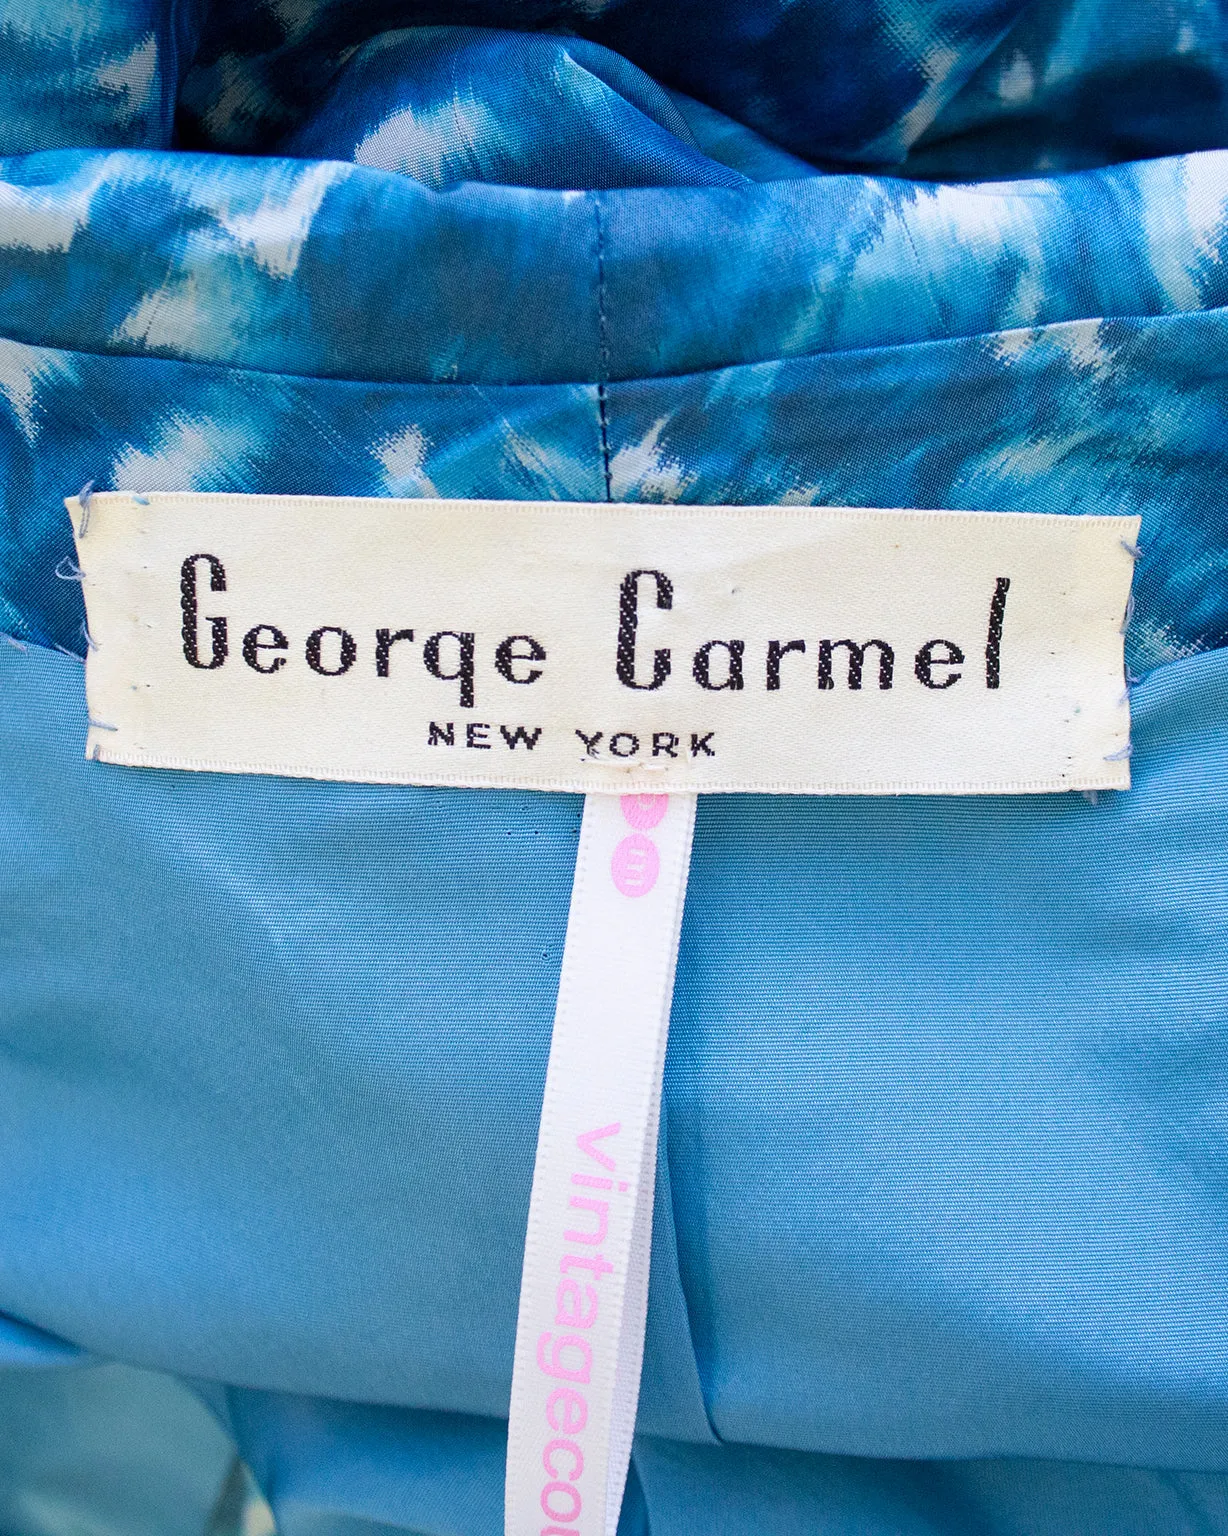 George Carmel
NEW YORK
m
vintagecou